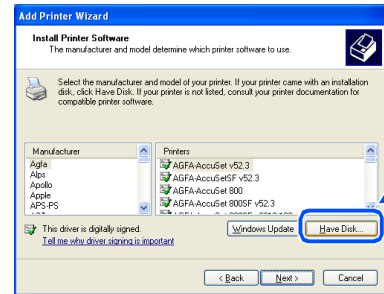 Add Printer Wizard
Install Printer Software
The manufacturer and model determine which printer software to use.
Select the manufacturer and model of your printer. If your printer came with an installation
disk, click Have Disk. If your printer is not listed, consult your printer documentation for
compatible printer software.
Manufacturer
Agfa
Alps
Apollo
Apple
APS-PS
Printers
AGFA-AccuSet v52.3
AGFA-AccuSetSF v52.3
AGFA-AccuSet 800
AGFA-AccuSet 800SF v52.3
This driver is digitally signed.
Tell me why driver signing is important
Windows Update
Have Disk...
< Back
Next >
Cancel